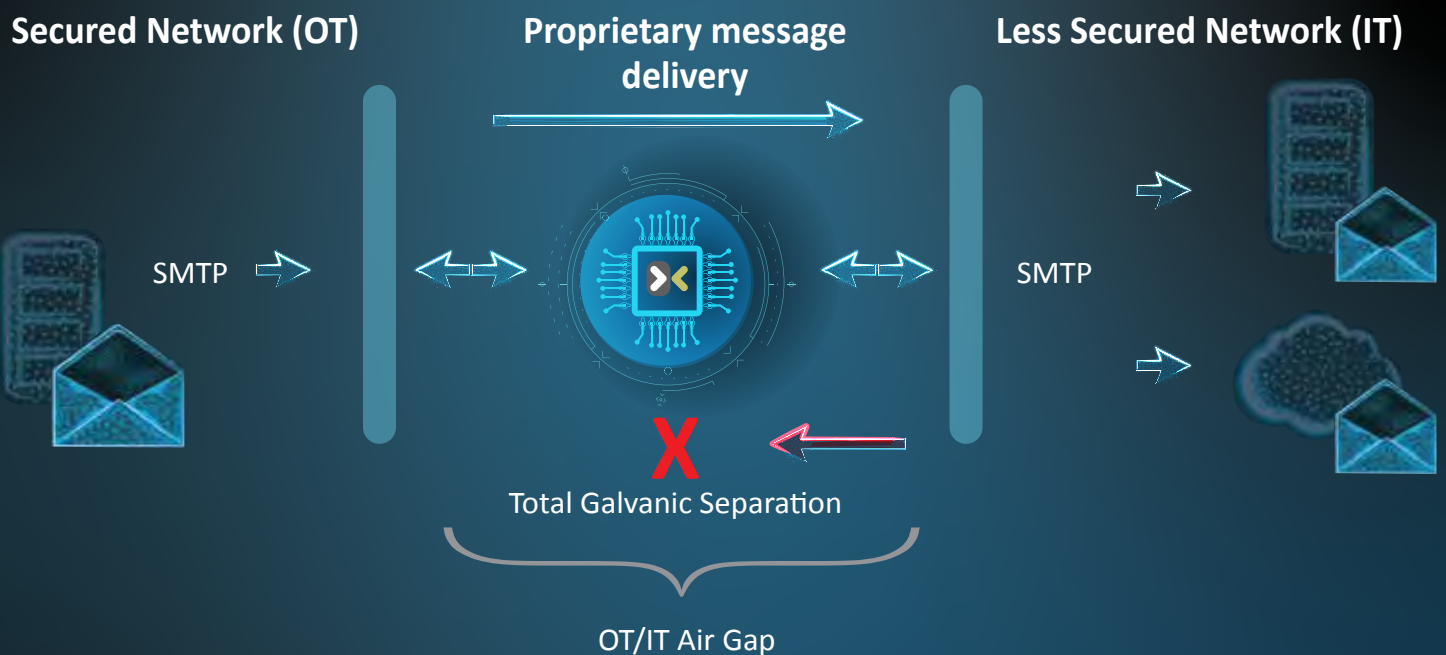 Secured Network (OT)
Proprietary message
delivery
Less Secured Network (IT)
SMTP
SMTP
X
Total Galvanic Separation
OT/IT Air Gap